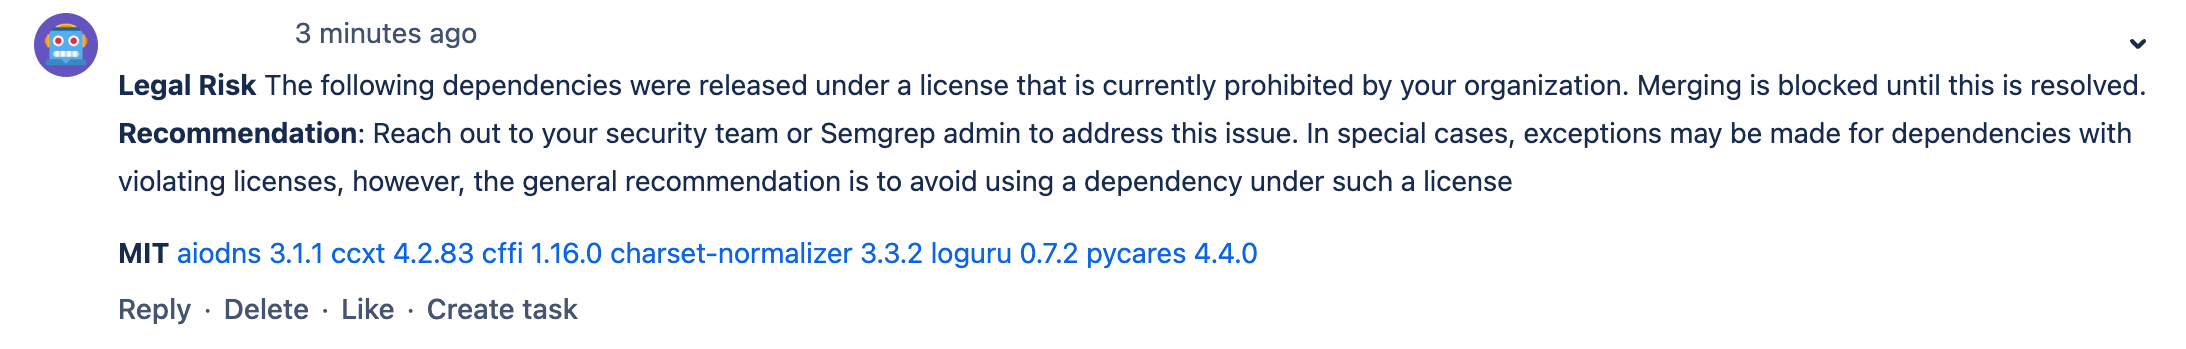 3 minutes ago
Legal Risk The following dependencies were released under a license that is currently prohibited by your organization. Merging is blocked until this is resolved.
Recommendation: Reach out to your security team or Semgrep admin to address this issue. In special cases, exceptions may be made for dependencies with
violating licenses, however, the general recommendation is to avoid using a dependency under such a license
MIT aiodns 3.1.1 ccxt 4.2.83 cffi 1.16.0 charset-normalizer 3.3.2 loguru 0.7.2 pycares 4.4.0
Reply · Delete · Like · Create task